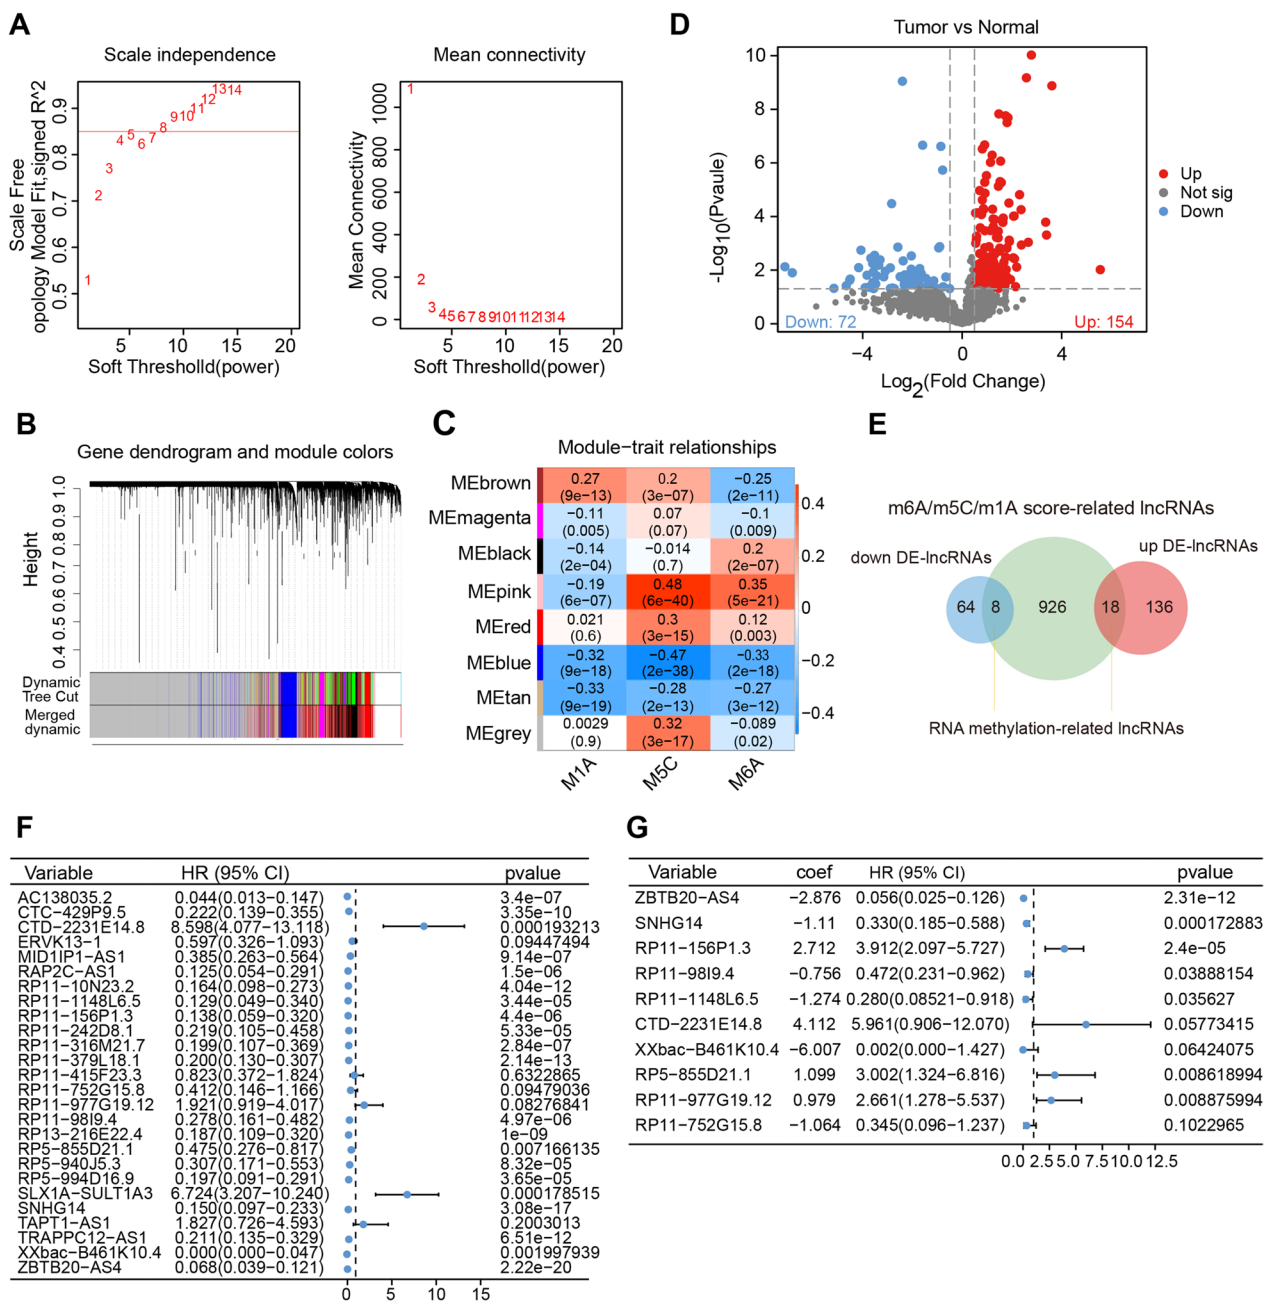 A
Scale independence
Scale Free
opology Model Fit,signed R^2
0.5 0.6 0.7 0.8 0.9
1 2 3 4 5 6 7 8 9 10 11 12 13 14
5 10 15 20
Soft Thresholld(power)
Mean connectivity
Mean Connectivity
0 200 400 600 800 1000
1 2 3 4 5 6 7 8 9 10 11 12 13 14
5 10 15 20
Soft Thresholld(power)
D
Tumor vs Normal
-Log10(Pvaule)
10
8
6
4
2
0
Down: 72
Up: 154
−4 0 4
Log2(Fold Change)
Up
Not sig
Down
B
Gene dendrogram and module colors
Height
0.4 0.5 0.6 0.7 0.8 0.9 1.0
Dynamic
Tree Cut
Merged
dynamic
C
Module−trait relationships
MEbrown 0.27 (9e−13) 0.2 (3e−07) −0.25 (2e−11)
MEmagenta −0.11 (0.005) 0.07 (0.07) −0.1 (0.009)
MEblack −0.14 (2e−04) −0.014 (0.7) 0.2 (2e−07)
MEpink −0.19 (6e−07) 0.48 (6e−40) 0.35 (5e−21)
MEred 0.021 (0.6) 0.3 (3e−15) 0.12 (0.003)
MEblue −0.32 (9e−18) −0.47 (2e−38) −0.33 (2e−18)
MEtan −0.33 (9e−19) −0.28 (2e−13) −0.27 (3e−12)
MEgrey 0.0029 (0.9) 0.32 (3e−17) −0.089 (0.02)
M1A M5C M6A
0.4
0.2
0
−0.2
−0.4
E
m6A/m5C/m1A score-related lncRNAs
down DE-lncRNAs
up DE-lncRNAs
64 8 926 18 136
RNA methylation-related lncRNAs
F
Variable HR (95% CI) pvalue
AC138035.2 0.044(0.013−0.147) 3.4e−07
CTC−429P9.5 0.222(0.139−0.355) 3.35e−10
CTD−2231E14.8 8.598(4.077−13.118) 0.000193213
ERVK13−1 0.597(0.326−1.093) 0.09447494
MID1IP1−AS1 0.385(0.263−0.564) 9.14e−07
RAP2C−AS1 0.125(0.054−0.291) 1.5e−06
RP11−10N23.2 0.164(0.098−0.273) 4.04e−12
RP11−1148L6.5 0.129(0.049−0.340) 3.44e−05
RP11−156P1.3 0.138(0.059−0.320) 4.4e−06
RP11−242D8.1 0.219(0.105−0.458) 5.33e−05
RP11−316M21.7 0.199(0.107−0.369) 2.84e−07
RP11−379L18.1 0.200(0.130−0.307) 2.14e−13
RP11−415F23.3 0.823(0.372−1.824) 0.6322865
RP11−752G15.8 0.412(0.146−1.166) 0.09479036
RP11−977G19.12 1.921(0.919−4.017) 0.08276841
RP11−98I9.4 0.278(0.161−0.482) 4.97e−06
RP13−216E22.4 0.187(0.109−0.320) 1e−09
RP5−855D21.1 0.475(0.276−0.817) 0.007166135
RP5−940J5.3 0.307(0.171−0.553) 8.32e−05
RP5−994D16.9 0.197(0.091−0.291) 3.65e−05
SLX1A−SULT1A3 6.724(3.207−10.240) 0.000178515
SNHG14 0.150(0.097−0.233) 3.08e−17
TAPT1−AS1 1.827(0.726−4.593) 0.2003013
TRAPPC12−AS1 0.211(0.135−0.329) 6.51e−12
XXbac−B461K10.4 0.000(0.000−0.047) 0.001997939
ZBTB20−AS4 0.068(0.039−0.121) 2.22e−20
0 5 10 15
G
Variable coef HR (95% CI) pvalue
ZBTB20−AS4 −2.876 0.056(0.025−0.126) 2.31e−12
SNHG14 −1.11 0.330(0.185−0.588) 0.000172883
RP11−156P1.3 2.712 3.912(2.097−5.727) 2.4e−05
RP11−98I9.4 −0.756 0.472(0.231−0.962) 0.03888154
RP11−1148L6.5 −1.274 0.280(0.08521−0.918) 0.035627
CTD−2231E14.8 4.112 5.961(0.906−12.070) 0.05773415
XXbac−B461K10.4 −6.007 0.002(0.000−1.427) 0.06424075
RP5−855D21.1 1.099 3.002(1.324−6.816) 0.008618994
RP11−977G19.12 0.979 2.661(1.278−5.537) 0.008875994
RP11−752G15.8 −1.064 0.345(0.096−1.237) 0.1022965
0.0 2.5 5.0 7.5 10.0 12.5